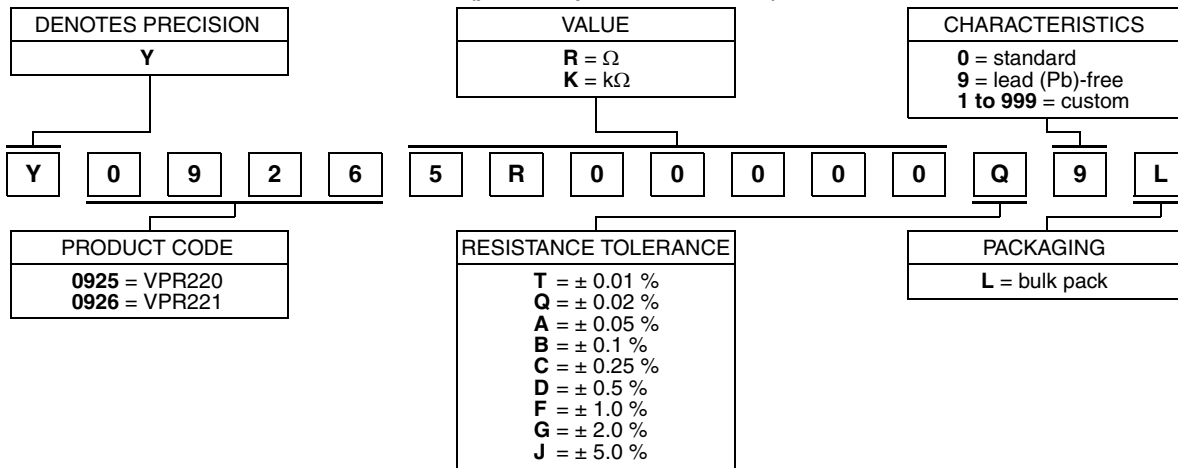 DENOTES PRECISION
Y
VALUE
R = Ω
K = kΩ
CHARACTERISTICS
0 = standard
9 = lead (Pb)-free
1 to 999 = custom
Y 0 9 2 6 5 R 0 0 0 0 0 Q 9 L
PRODUCT CODE
0925 = VPR220
0926 = VPR221
RESISTANCE TOLERANCE
T = ± 0.01 %
Q = ± 0.02 %
A = ± 0.05 %
B = ± 0.1 %
C = ± 0.25 %
D = ± 0.5 %
F = ± 1.0 %
G = ± 2.0 %
J = ± 5.0 %
PACKAGING
L = bulk pack